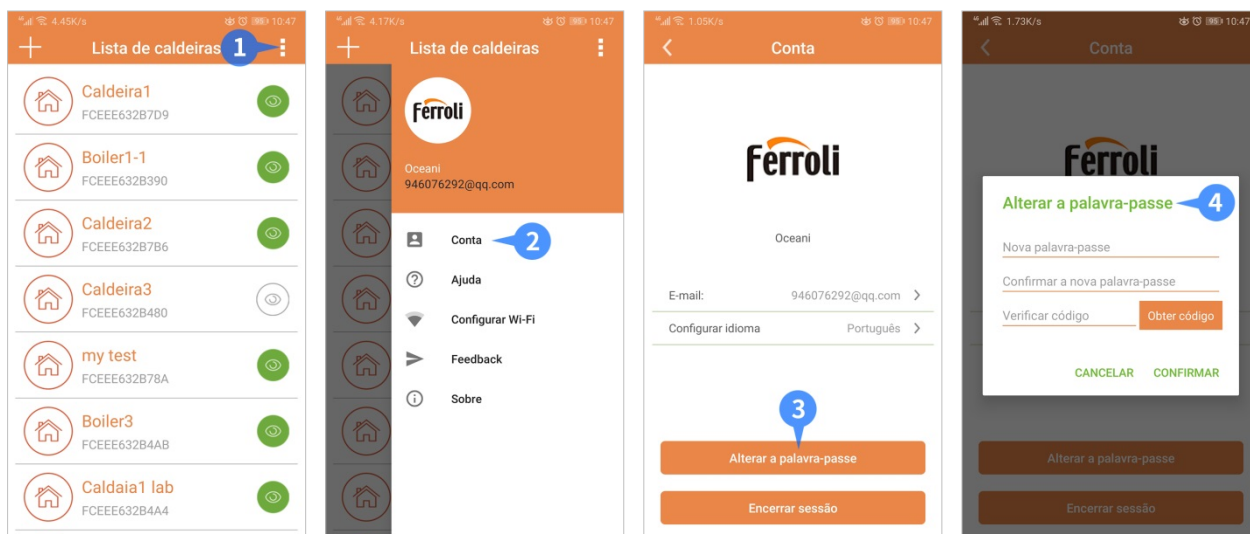 4.45K/s 95 10:47
Lista de caldeiras 1
Caldeira1
FCEEE632B7D9
Boiler1-1
FCEEE632B390
Caldeira2
FCEEE632B7B6
Caldeira3
FCEEE632B480
my test
FCEEE632B78A
Boiler3
FCEEE632B4AB
Caldaia1 lab
FCEEE632B4A4
4.17K/s 95 10:47
Lista de caldeiras
Ferroli
Oceani
946076292@qq.com
Conta 2
Ajuda
Configurar Wi-Fi
Feedback
Sobre
1.05K/s 95 10:47
Conta
Ferroli
Oceani
E-mail: 946076292@qq.com
Configurar idioma Português
3
Alterar a palavra-passe
Encerrar sessão
1.73K/s 95 10:47
Conta
Ferroli
Alterar a palavra-passe 4
Nova palavra-passe
Confirmar a nova palavra-passe
Verificar código Obter código
CANCELAR CONFIRMAR
Alterar a palavra-passe
Encerrar sessão